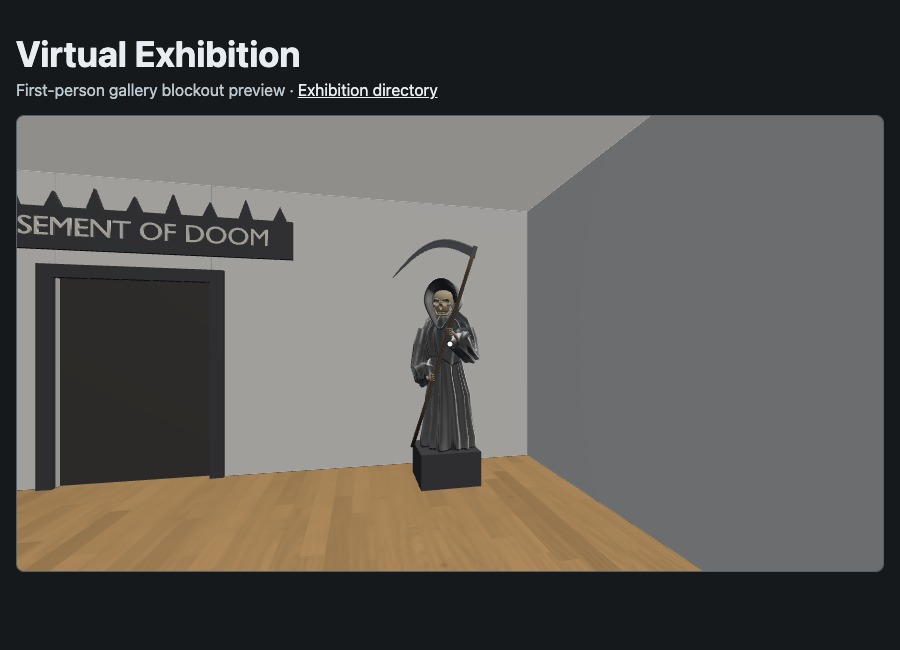 Virtual Exhibition
First-person gallery blockout preview · Exhibition directory
SEMENT OF DOOM